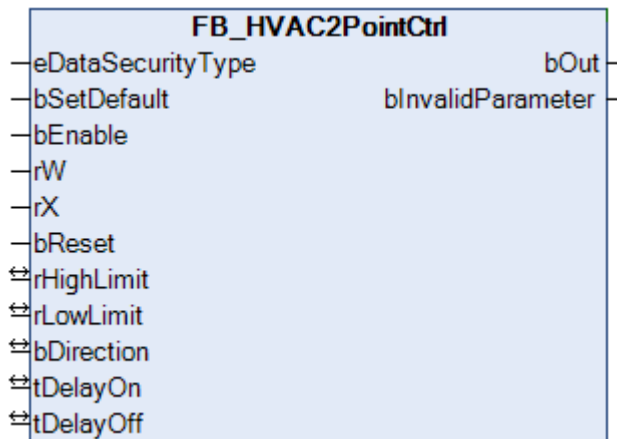 FB_HVAC2PointCtrl
eDataSecurityType bOut
bSetDefault bInvalidParameter
bEnable
rW
rX
bReset
rHighLimit
rLowLimit
bDirection
tDelayOn
tDelayOff